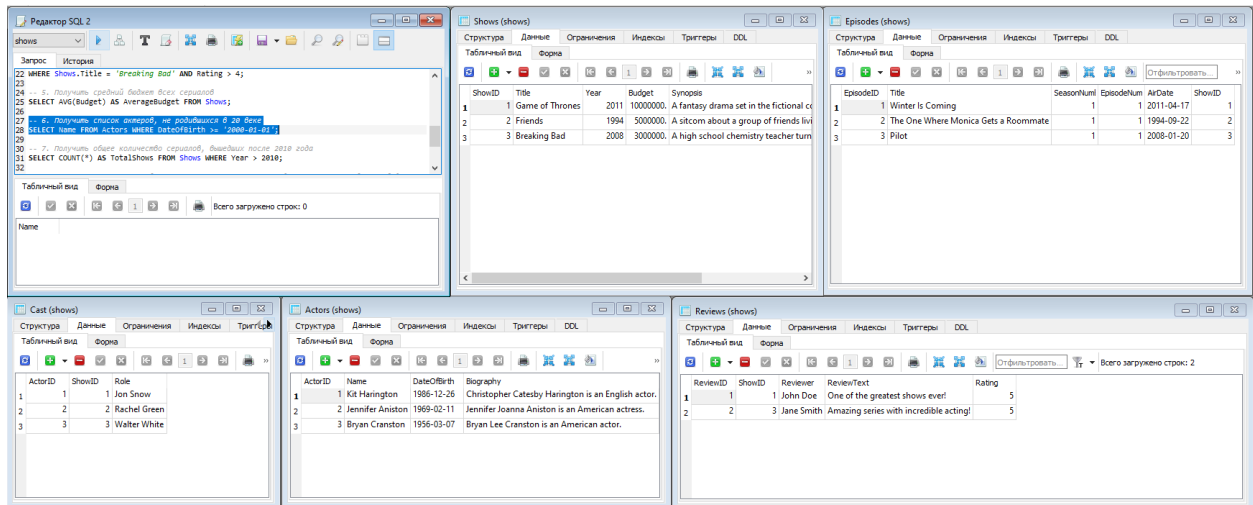 Редактор SQL 2
shows
Запрос История
22 WHERE Shows.Title = 'Breaking Bad' AND Rating > 4;
23
24 -- 5. Получить средний бюджет всех сериалов
25 SELECT AVG(Budget) AS AverageBudget FROM Shows;
26
27 -- 6. Получить список актеров, не родившихся в 20 веке
28 SELECT Name FROM Actors WHERE DateOfBirth >= '2000-01-01';
29
30 -- 7. Получить общее количество сериалов, вышедших после 2010 года
31 SELECT COUNT(*) AS TotalShows FROM Shows WHERE Year > 2010;
32
Табличный вид Форма
1 Всего загружено строк: 0
Name
Shows (shows)
Структура Данные Ограничения Индексы Триггеры DDL
Табличный вид Форма
1 »
ShowID Title Year Budget Synopsis
1 1 Game of Thrones 2011 10000000. A fantasy drama set in the fictional co
2 2 Friends 1994 5000000. A sitcom about a group of friends livi
3 3 Breaking Bad 2008 3000000. A high school chemistry teacher turn
Episodes (shows)
Структура Данные Ограничения Индексы Триггеры DDL
Табличный вид Форма
1 Отфильтровать... »
EpisodeID Title SeasonNuml EpisodeNum AirDate ShowID
1 1 Winter Is Coming 1 1 2011-04-17 1
2 2 The One Where Monica Gets a Roommate 1 1 1994-09-22 2
3 3 Pilot 1 1 2008-01-20 3
Cast (shows)
Структура Данные Ограничения Индексы Триггеры
Табличный вид Форма
1 »
ActorID ShowID Role
1 1 1 Jon Snow
2 2 2 Rachel Green
3 3 3 Walter White
Actors (shows)
Структура Данные Ограничения Индексы Триггеры DDL
Табличный вид Форма
1 »
ActorID Name DateOfBirth Biography
1 1 Kit Harington 1986-12-26 Christopher Catesby Harington is an English actor.
2 2 Jennifer Aniston 1969-02-11 Jennifer Joanna Aniston is an American actress.
3 3 Bryan Cranston 1956-03-07 Bryan Lee Cranston is an American actor.
Reviews (shows)
Структура Данные Ограничения Индексы Триггеры DDL
Табличный вид Форма
1 Отфильтровать... Всего загружено строк: 2
ReviewID ShowID Reviewer ReviewText Rating
1 1 1 John Doe One of the greatest shows ever! 5
2 2 3 Jane Smith Amazing series with incredible acting! 5